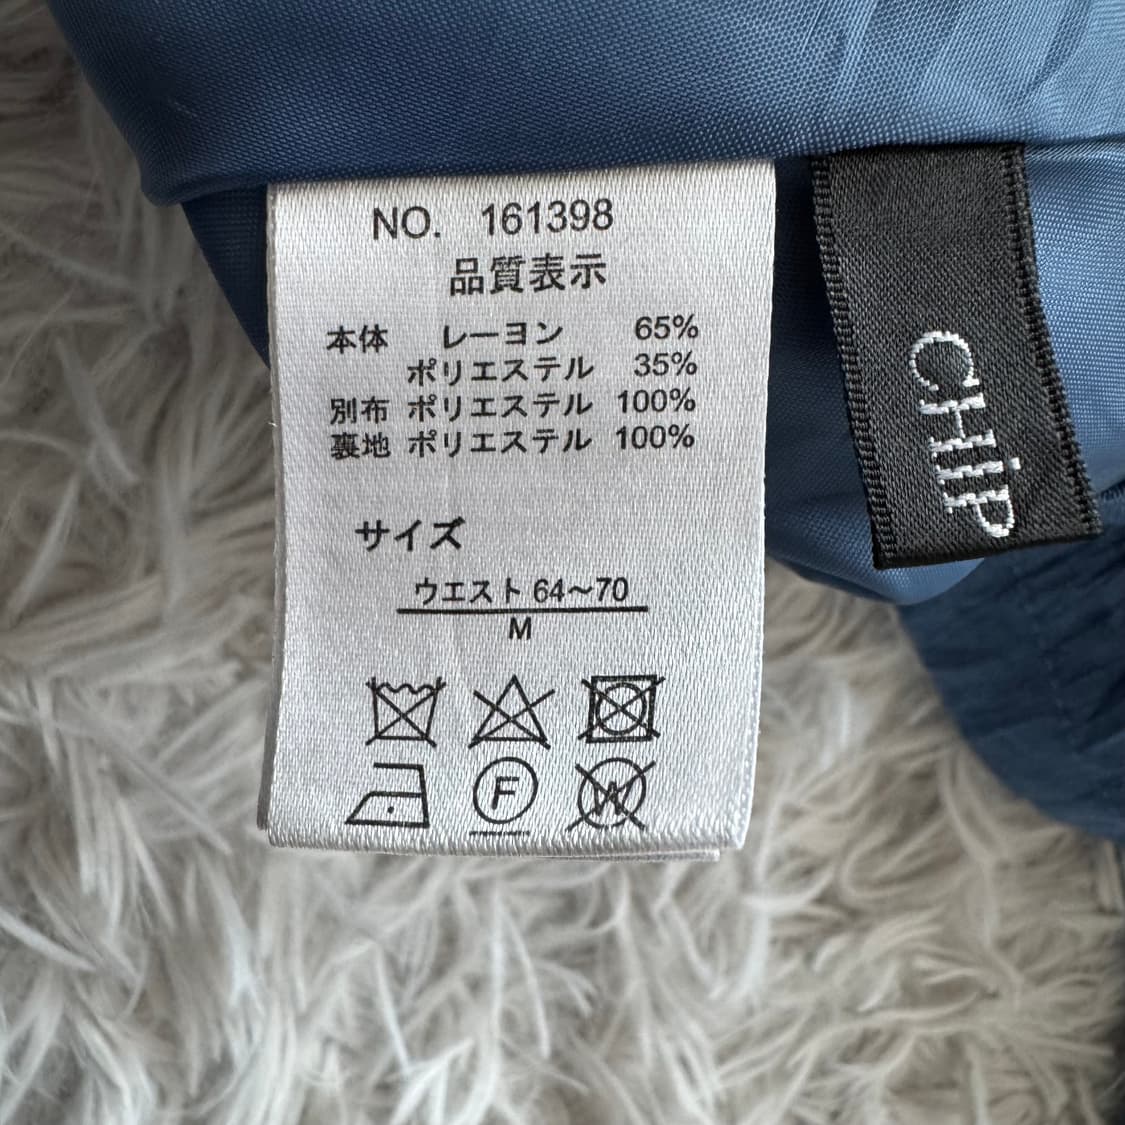 NO. 161398
品質表示
本体 レーヨン 65%
ポリエステル 35%
別布 ポリエステル 100%
裏地 ポリエステル 100%
サイズ
ウエスト 64〜70
M
F
W
CHiP